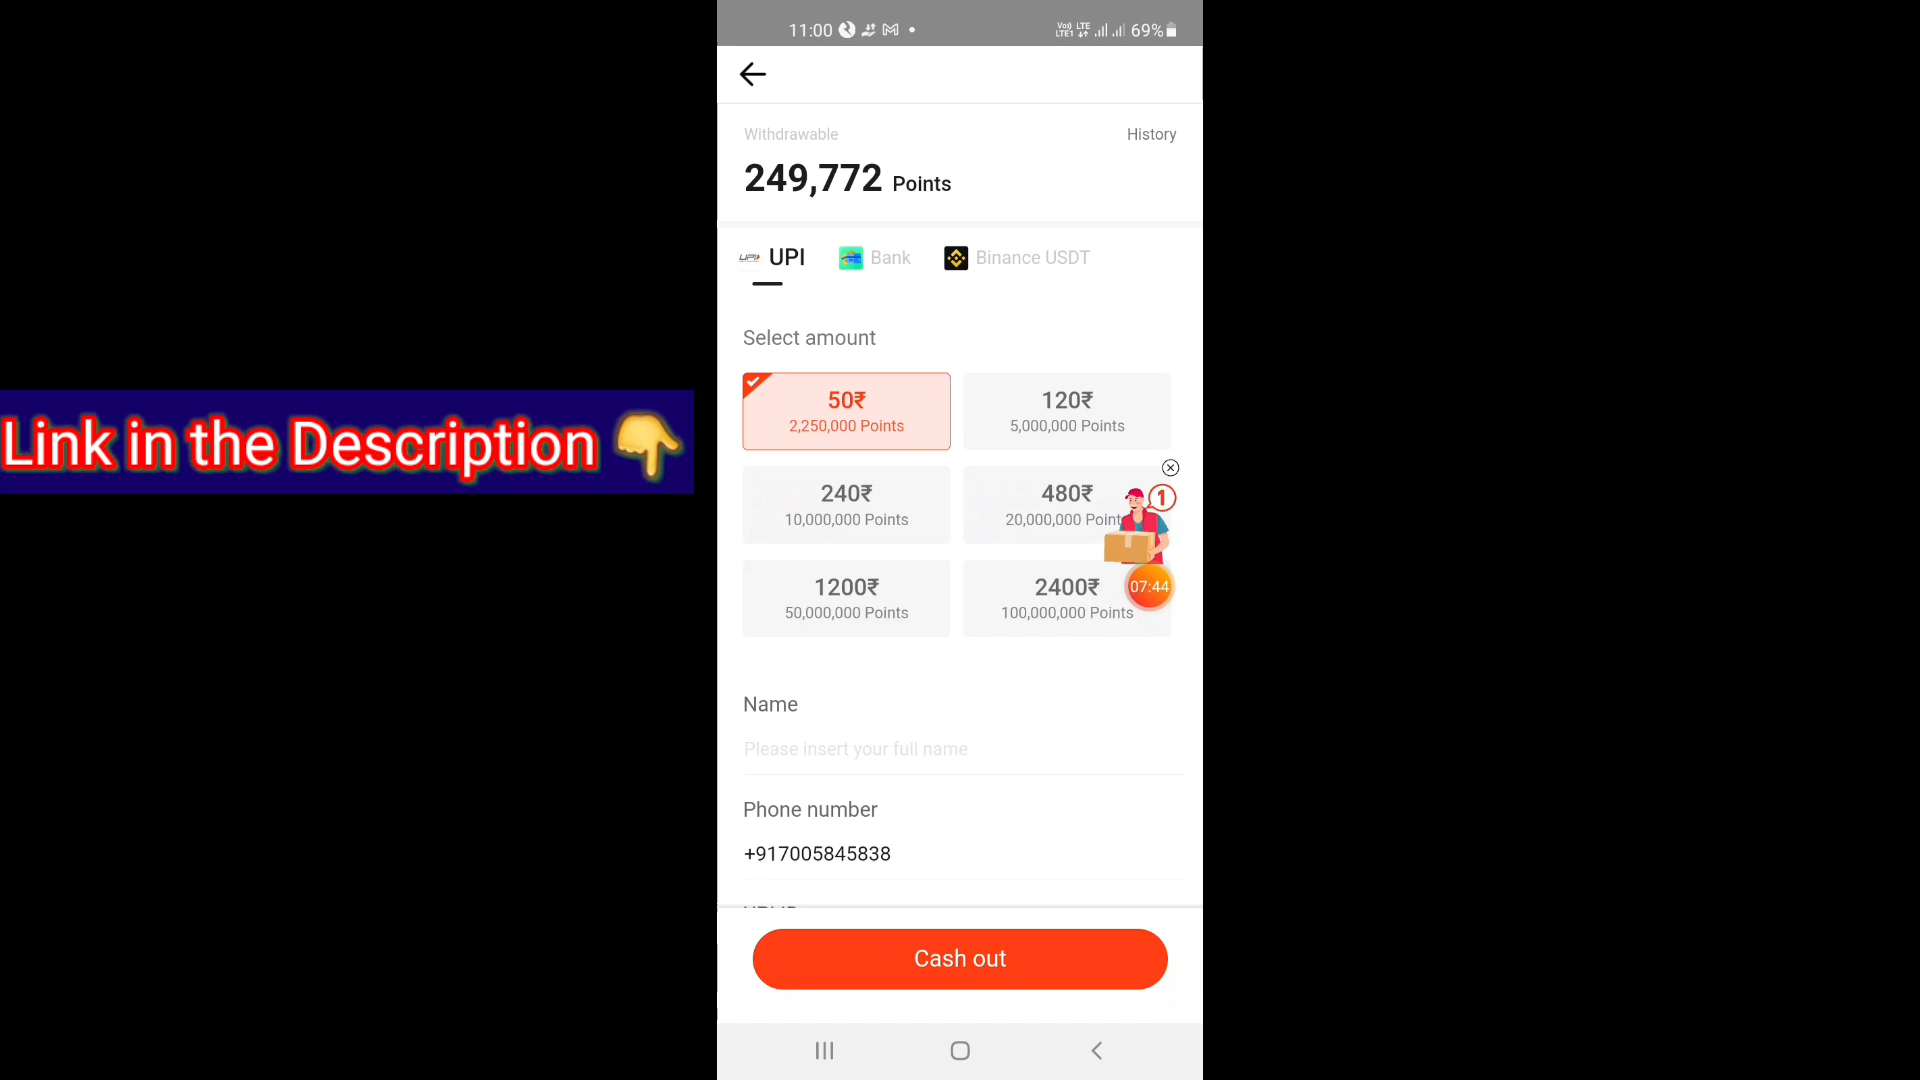 11:00 69%
Withdrawable History
249,772 Points
UPI Bank Binance USDT
Select amount
50₹ 120₹
2,250,000 Points 5,000,000 Points
240₹ 480₹ 1
10,000,000 Points 20,000,000 Point
1200₹ 2400₹ 07:44
50,000,000 Points 100,000,000 Points
Name
Please insert your full name
Phone number
+917005845838
Cash out
Link in the Description 👇